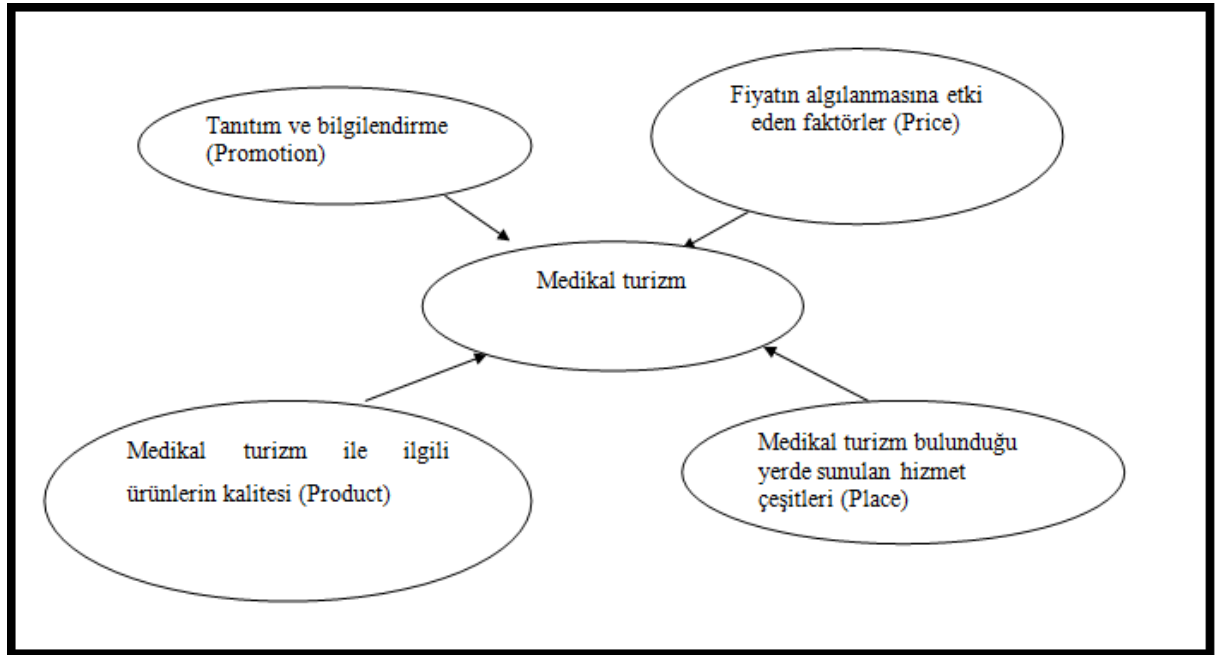 Tanıtım ve bilgilendirme
(Promotion)
Fiyatın algılanmasına etki
eden faktörler (Price)
Medikal turizm
Medikal turizm ile ilgili
ürünlerin kalitesi (Product)
Medikal turizm bulunduğu
yerde sunulan hizmet
çeşitleri (Place)